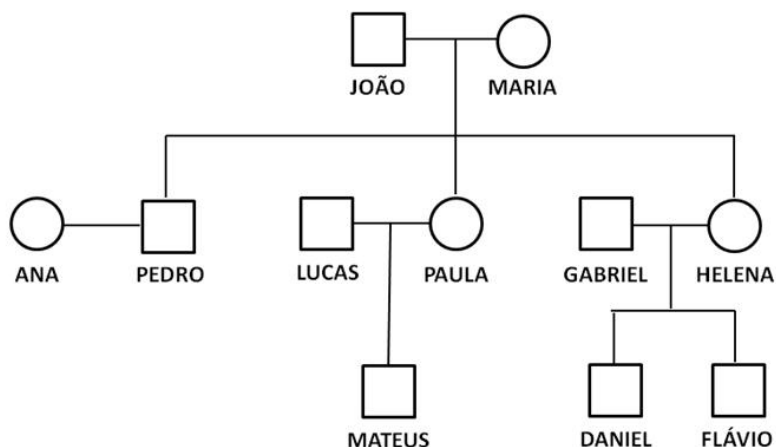 JOÃO MARIA
ANA PEDRO LUCAS PAULA GABRIEL HELENA
MATEUS DANIEL FLÁVIO